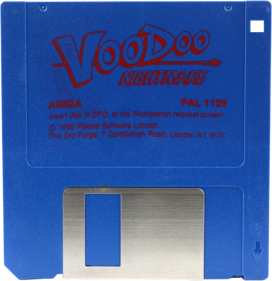 VOODOO
NIGHTMARE
AMIGA PAL 1129
Insert disk in DF0: at the Workbench request screen
© 1990 Palace Software London.
The Old Forge, 7 Caledonian Road, London N1 9DX